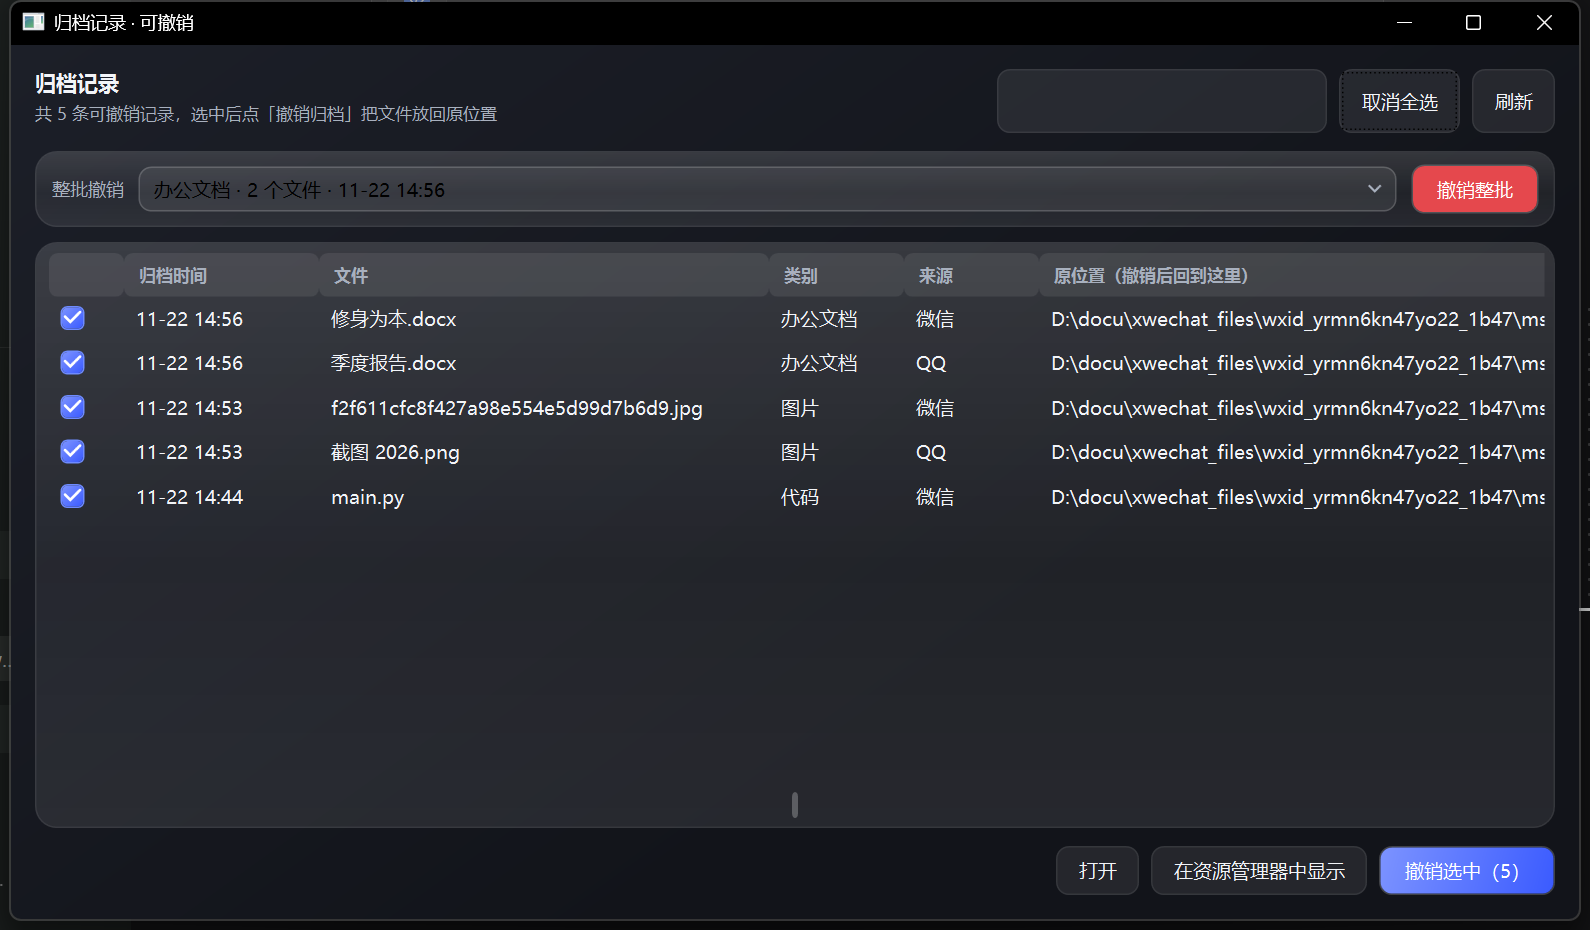 归档记录 · 可撤销
归档记录
共 5 条可撤销记录，选中后点「撤销归档」把文件放回原位置
取消全选
刷新
整批撤销
办公文档 · 2 个文件 · 11-22 14:56
撤销整批
归档时间 文件 类别 来源 原位置（撤销后回到这里）
11-22 14:56 修身为本.docx 办公文档 微信 D:\docu\xwechat_files\wxid_yrmn6kn47yo22_1b47\ms
11-22 14:56 季度报告.docx 办公文档 QQ D:\docu\xwechat_files\wxid_yrmn6kn47yo22_1b47\ms
11-22 14:53 f2f611cfc8f427a98e554e5d99d7b6d9.jpg 图片 微信 D:\docu\xwechat_files\wxid_yrmn6kn47yo22_1b47\ms
11-22 14:53 截图 2026.png 图片 QQ D:\docu\xwechat_files\wxid_yrmn6kn47yo22_1b47\ms
11-22 14:44 main.py 代码 微信 D:\docu\xwechat_files\wxid_yrmn6kn47yo22_1b47\ms
打开
在资源管理器中显示
撤销选中（5）